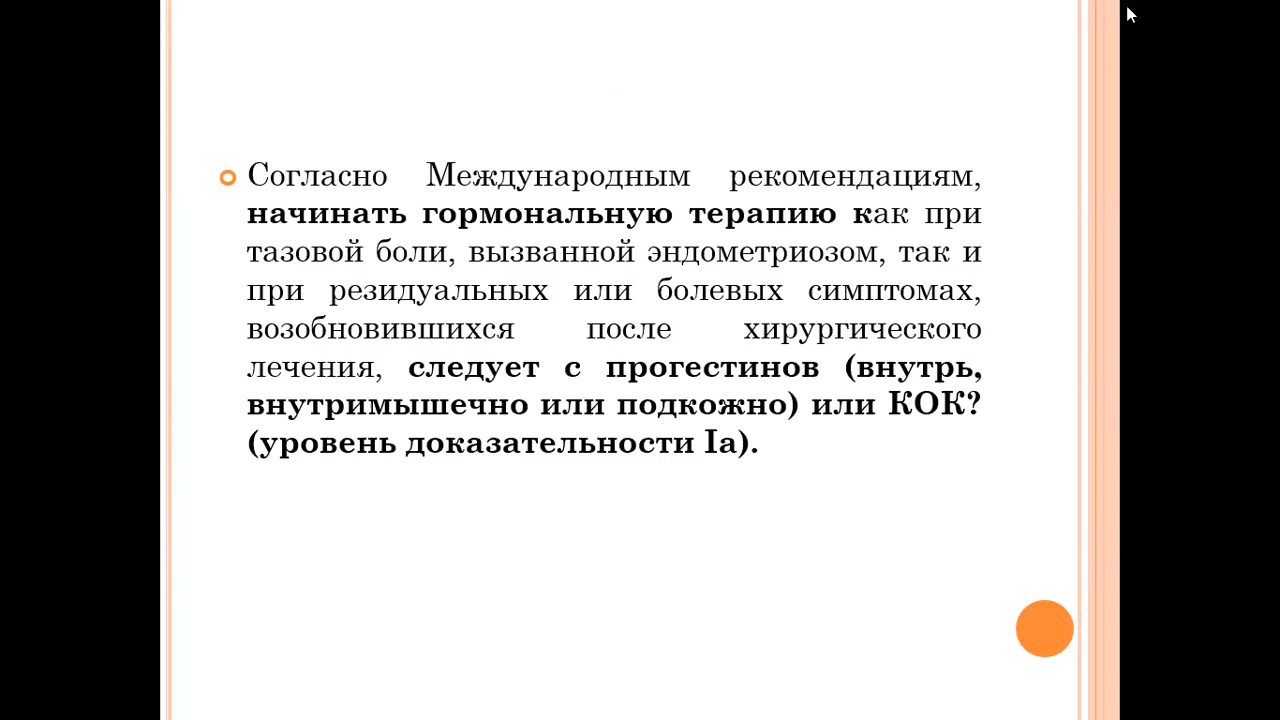 Согласно Международным рекомендациям,
начинать гормональную терапию как при
тазовой боли, вызванной эндометриозом, так и
при резидуальных или болевых симптомах,
возобновившихся после хирургического
лечения, следует с прогестинов (внутрь,
внутримышечно или подкожно) или КОК?
(уровень доказательности Ia).